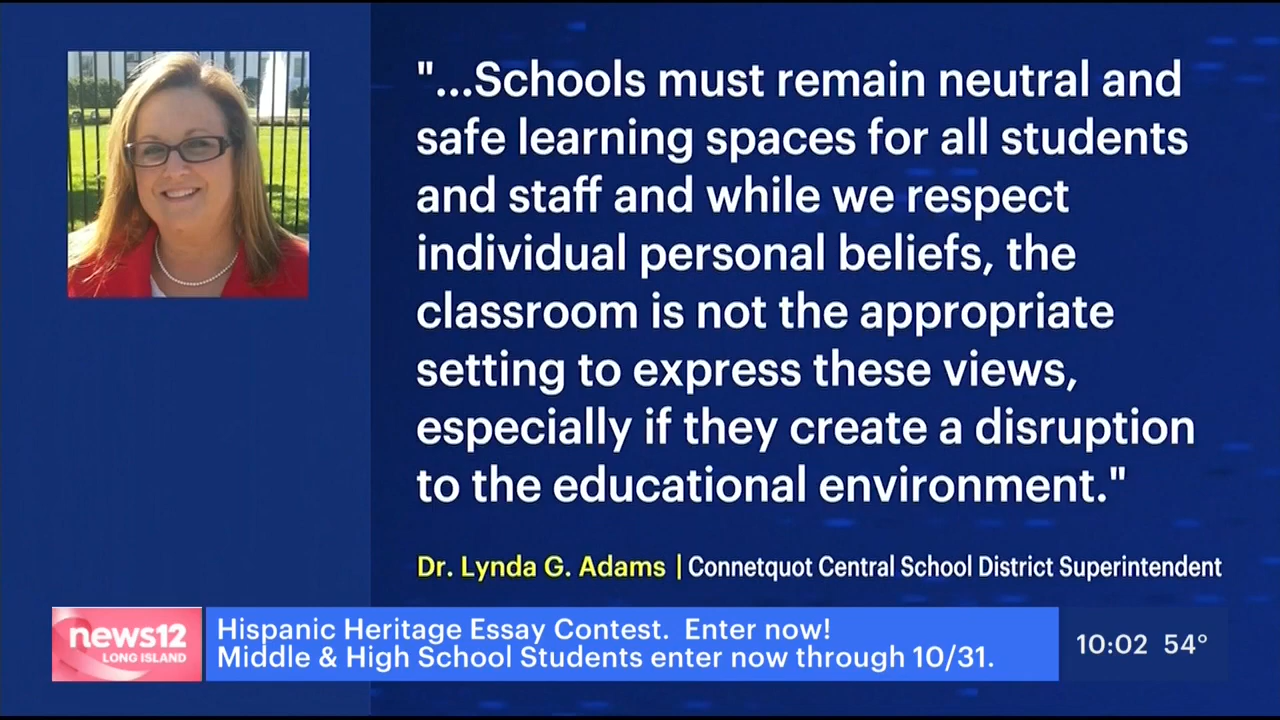 "...Schools must remain neutral and
safe learning spaces for all students
and staff and while we respect
individual personal beliefs, the
classroom is not the appropriate
setting to express these views,
especially if they create a disruption
to the educational environment."
Dr. Lynda G. Adams | Connetquot Central School District Superintendent
news12
LONG ISLAND
Hispanic Heritage Essay Contest. Enter now!
Middle & High School Students enter now through 10/31.
10:02 54°